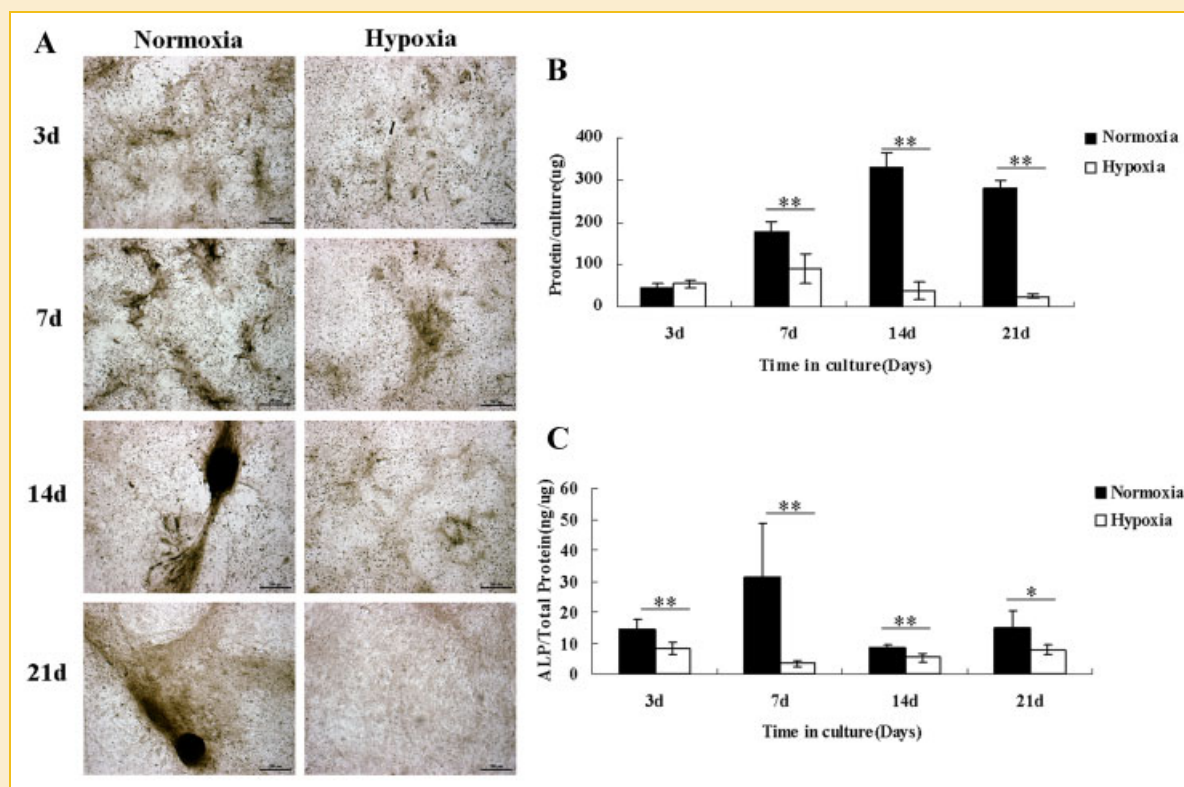 A
Normoxia Hypoxia
3d
7d
14d
21d
B
Protein/culture(ug)
400
300
200
100
0
** ** **
3d 7d 14d 21d
Time in culture(Days)
Normoxia
Hypoxia
C
ALP/Total Protein(ng/ug)
60
50
40
30
20
10
0
** ** ** *
3d 7d 14d 21d
Time in culture(Days)
Normoxia
Hypoxia